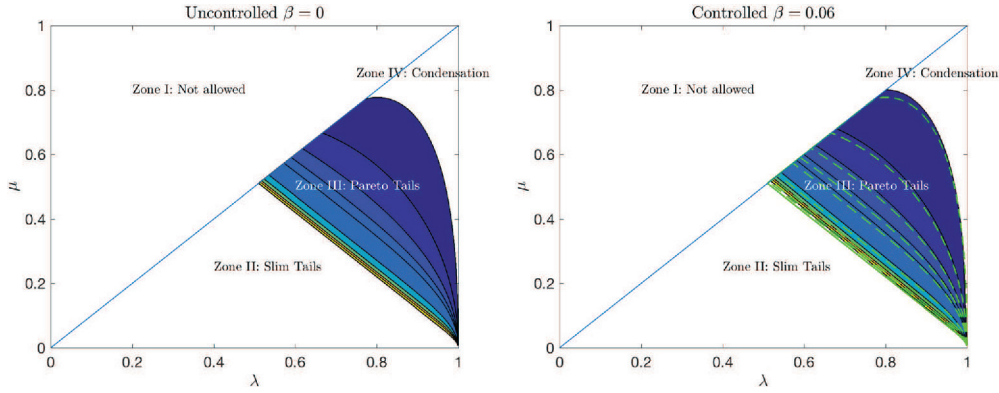 Uncontrolled β = 0
1
0.8
0.6
0.4
0.2
0
μ
Zone IV: Condensation
Zone I: Not allowed
Zone III: Pareto Tails
Zone II: Slim Tails
0 0.2 0.4 0.6 0.8 1
λ
Controlled β = 0.06
1
0.8
0.6
0.4
0.2
0
μ
Zone IV: Condensation
Zone I: Not allowed
Zone III: Pareto Tails
Zone II: Slim Tails
0 0.2 0.4 0.6 0.8 1
λ